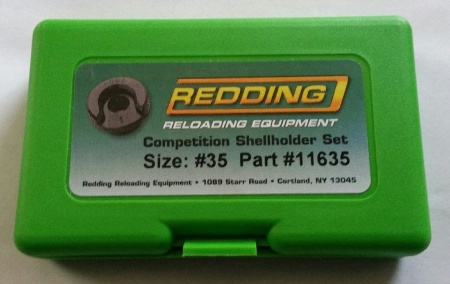 REDDING
RELOADING EQUIPMENT
Competition Shellholder Set
Size: #35 Part #11635
Redding Reloading Equipment • 1089 Starr Road • Cortland, NY 13045